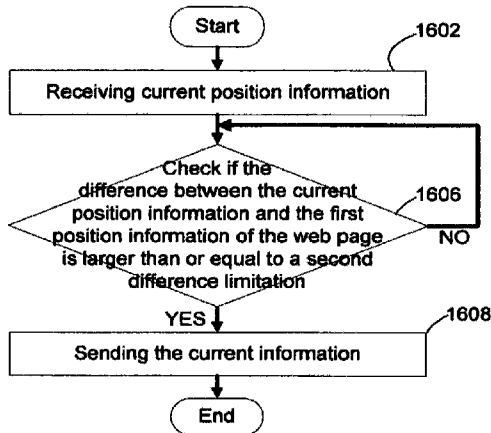 Start
1602
Receiving current position information
Check if the
difference between the current
position information and the first
position information of the web page
is larger than or equal to a second
difference limitation
1606
NO
YES
1608
Sending the current information
End